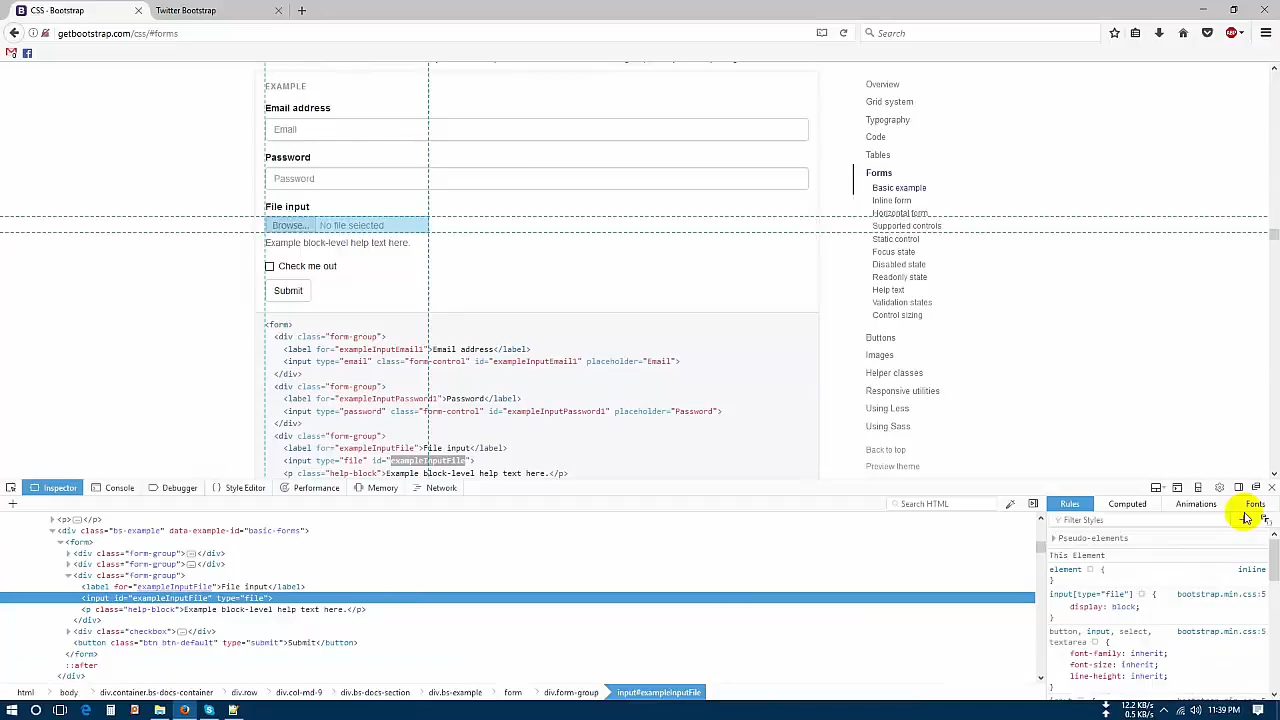 CSS · Bootstrap
Twitter Bootstrap
getbootstrap.com/css/#forms
Search
EXAMPLE
Email address
Email
Password
Password
File input
Browse... No file selected
Example block-level help text here.
Check me out
Submit
Overview
Grid system
Typography
Code
Tables
Forms
Basic example
Inline form
Horizontal form
Supported controls
Static control
Focus state
Disabled state
Readonly state
Help text
Validation states
Control sizing
Buttons
Images
Helper classes
Responsive utilities
Using Less
Using Sass
Back to top
Preview theme
<form>
<div class="form-group">
<label for="exampleInputEmail1">Email address</label>
<input type="email" class="form-control" id="exampleInputEmail1" placeholder="Email">
</div>
<div class="form-group">
<label for="exampleInputPassword1">Password</label>
<input type="password" class="form-control" id="exampleInputPassword1" placeholder="Password">
</div>
<div class="form-group">
<label for="exampleInputFile">File input</label>
<input type="file" id="exampleInputFile">
<p class="help-block">Example block-level help text here.</p>
Inspector Console Debugger Style Editor Performance Memory Network
Search HTML
<p></p>
<div class="bs-example" data-example-id="basic-forms">
<form>
<div class="form-group"></div>
<div class="form-group"></div>
<div class="form-group">
<label for="exampleInputFile">File input</label>
<input id="exampleInputFile" type="file">
<p class="help-block">Example block-level help text here.</p>
</div>
<div class="checkbox"></div>
<button class="btn btn-default" type="submit">Submit</button>
</form>
::after
</div>
html body div.container.bs-docs-container div.row div.col-md-9 div.bs-docs-section div.bs-example form div.form-group input#exampleInputFile
Rules Computed Animations Fonts
Filter Styles
Pseudo-elements
This Element
element { inline
}
input[type="file"] { bootstrap.min.css:5
display: block;
}
button, input, select, bootstrap.min.css:5
textarea {
font-family: inherit;
font-size: inherit;
line-height: inherit;
}
12.2 KB/s
0.5 KB/s
11:39 PM